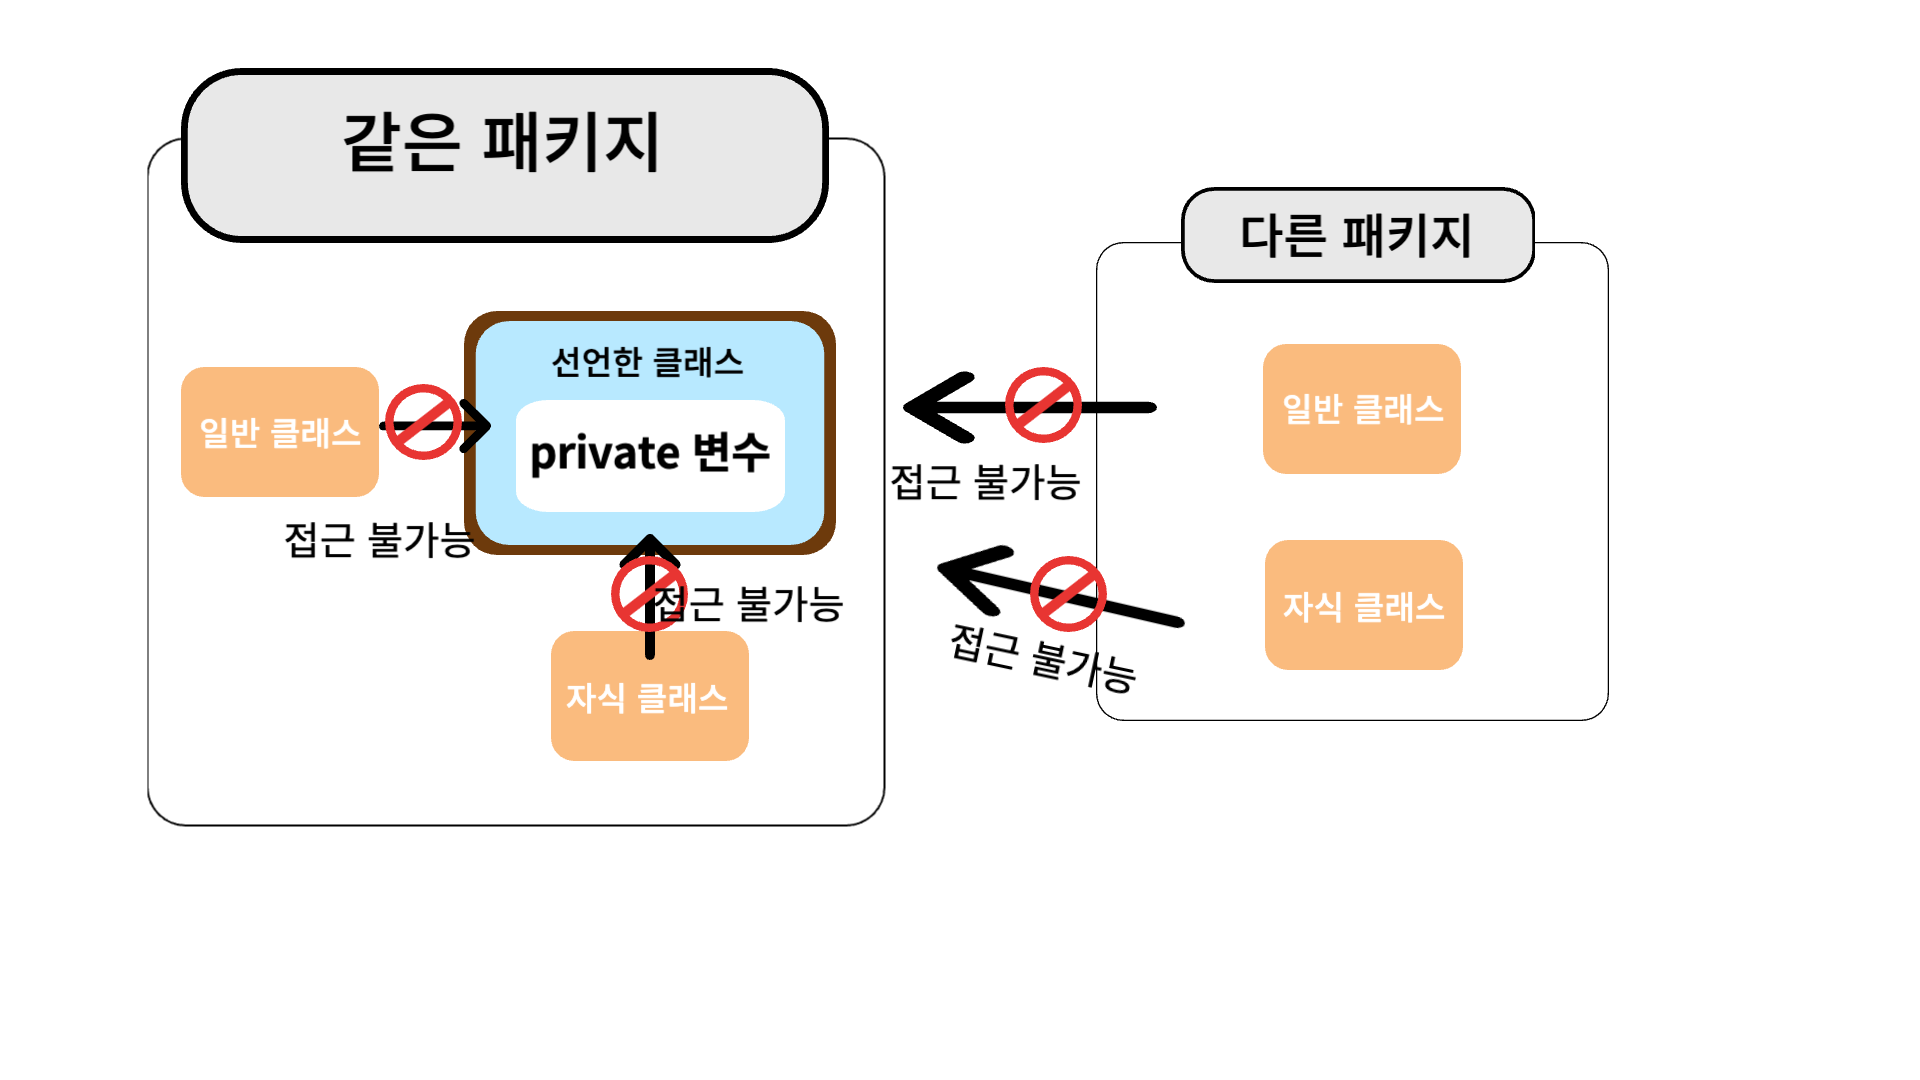 같은 패키지
선언한 클래스
private 변수
일반 클래스
접근 불가능
접근 불가능
자식 클래스
다른 패키지
일반 클래스
접근 불가능
자식 클래스
접근 불가능